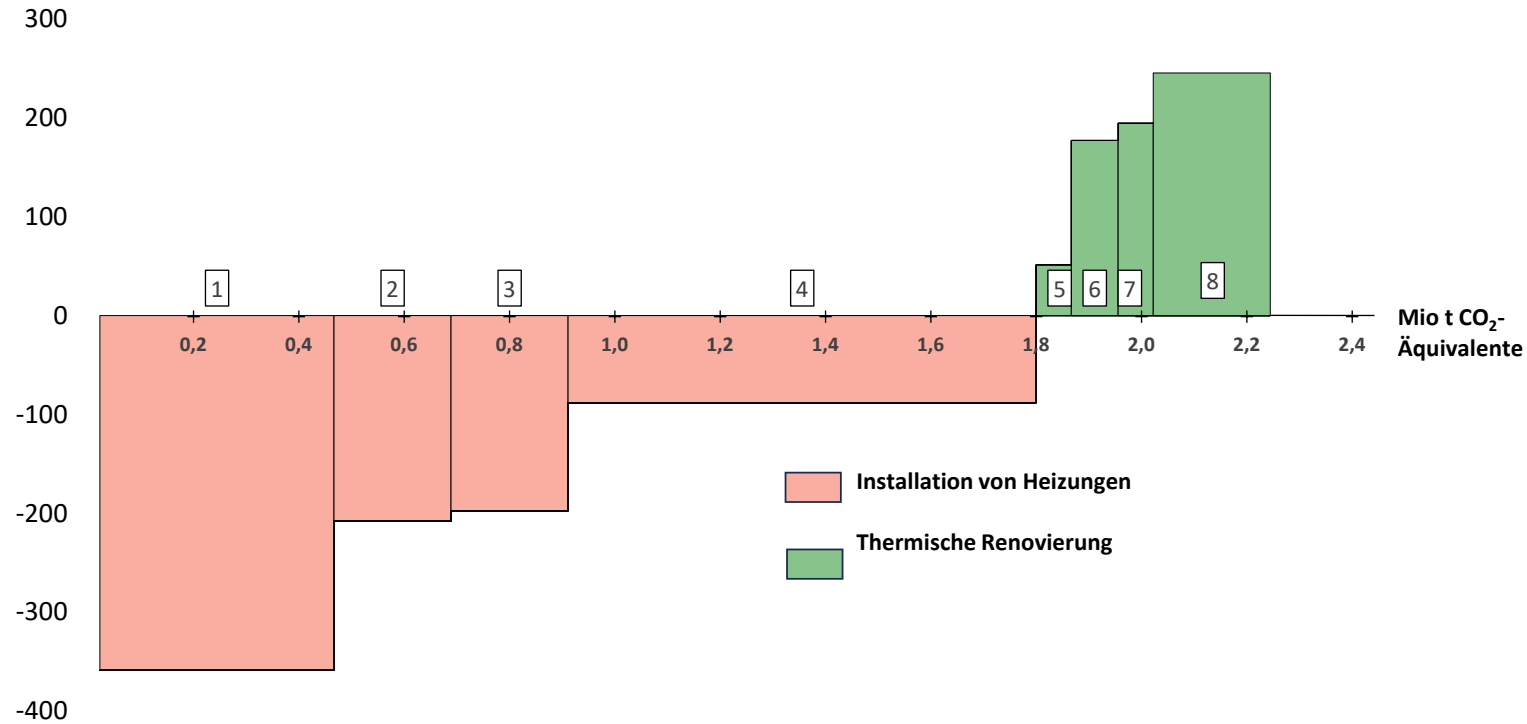 300
200
100
1 2 3 4 5 6 7 8
0
0,2 0,4 0,6 0,8 1,0 1,2 1,4 1,6 1,8 2,0 2,2 2,4
Mio t CO₂-
Äquivalente
-100
Installation von Heizungen
-200
Thermische Renovierung
-300
-400